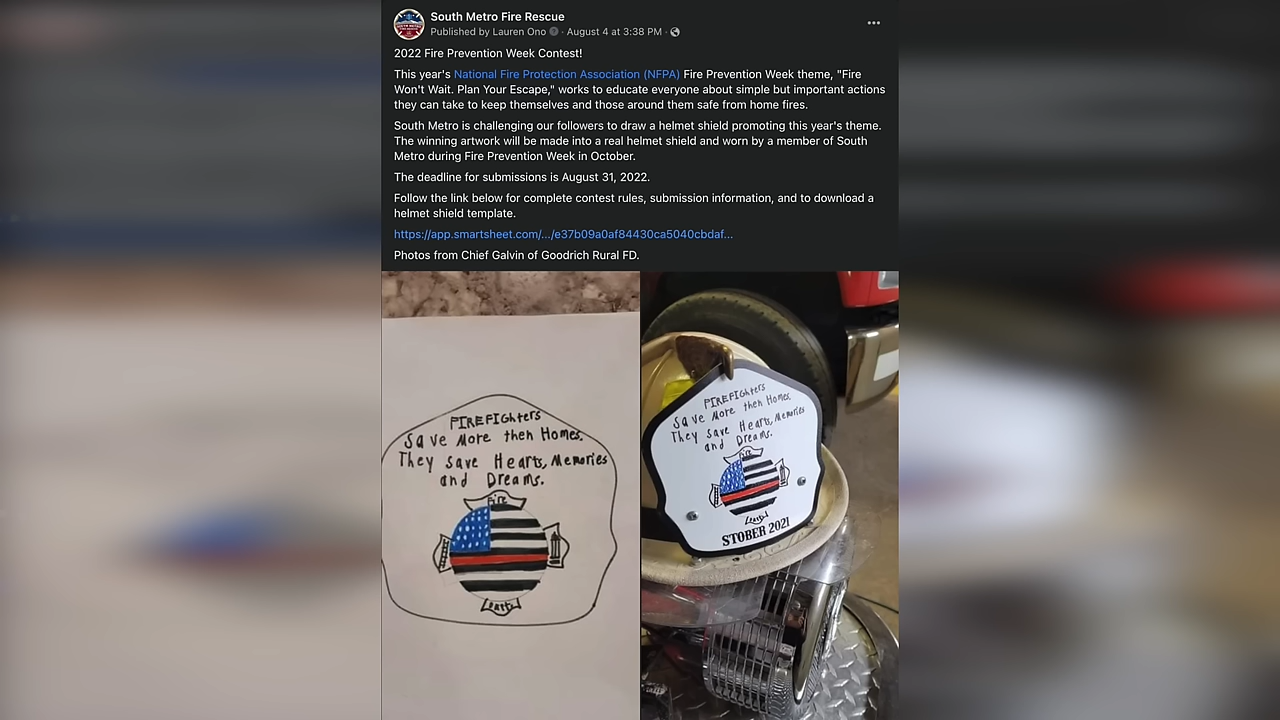 South Metro Fire Rescue
Published by Lauren Ono · August 4 at 3:38 PM ·
2022 Fire Prevention Week Contest!
This year's National Fire Protection Association (NFPA) Fire Prevention Week theme, "Fire
Won't Wait. Plan Your Escape," works to educate everyone about simple but important actions
they can take to keep themselves and those around them safe from home fires.
South Metro is challenging our followers to draw a helmet shield promoting this year's theme.
The winning artwork will be made into a real helmet shield and worn by a member of South
Metro during Fire Prevention Week in October.
The deadline for submissions is August 31, 2022.
Follow the link below for complete contest rules, submission information, and to download a
helmet shield template.
https://app.smartsheet.com/.../e37b09a0af84430ca5040cbdaf...
Photos from Chief Galvin of Goodrich Rural FD.
FIREFIghters
Save More then Homes.
They save Hearts, Memories
and Dreams.
Fire
FIREFIghters
Save More then Homes.
They save Hearts, Memories
and Dreams.
Fire
STOBER 2021